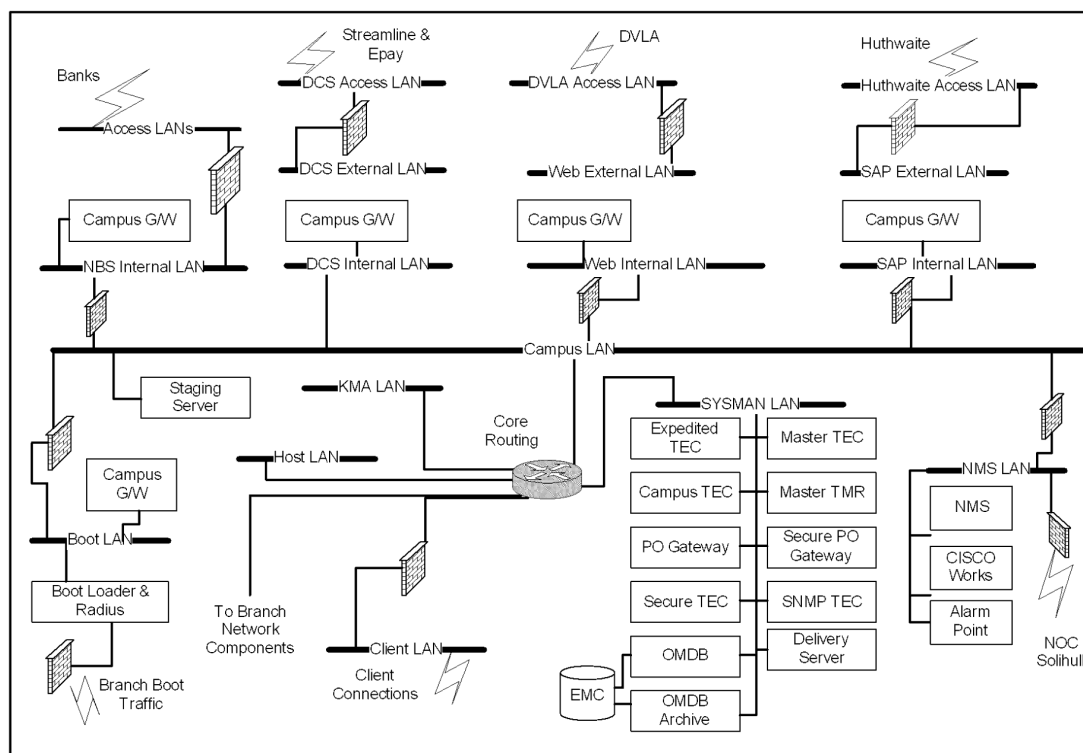 Streamline &
Epay
DVLA
Huthwaite
Banks
DCS Access LAN
DVLA Access LAN
Huthwaite Access LAN
Access LANs
DCS External LAN
Web External LAN
SAP External LAN
Campus G/W
Campus G/W
Campus G/W
Campus G/W
NBS Internal LAN
DCS Internal LAN
Web Internal LAN
SAP Internal LAN
Campus LAN
Staging
Server
KMA LAN
Core
Routing
SYSMAN LAN
Expedited
TEC
Master TEC
Host LAN
Campus
G/W
NMS LAN
Campus TEC
Master TMR
NMS
Boot LAN
PO Gateway
Secure PO
Gateway
CISCO
Works
Boot Loader &
Radius
To Branch
Network
Components
Secure TEC
SNMP TEC
Alarm
Point
Client LAN
Client
Connections
OMDB
Delivery
Server
NOC
Solihull
Branch Boot
Traffic
EMC
OMDB
Archive